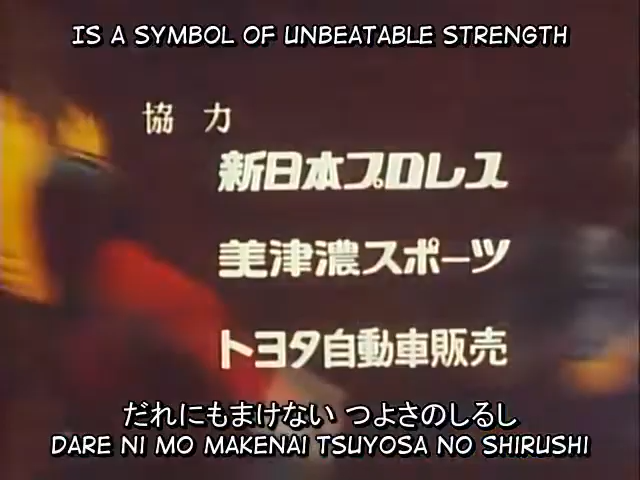 IS A SYMBOL OF UNBEATABLE STRENGTH
協力
新日本プロレス
美津濃スポーツ
トヨタ自動車販売
だれにもまけない つよさのしるし
DARE NI MO MAKENAI TSUYOSA NO SHIRUSHI